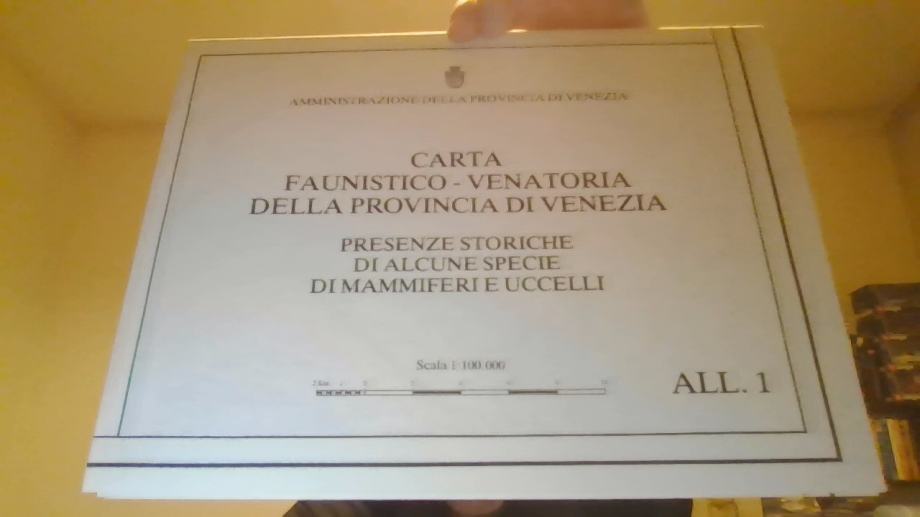 AMMINISTRAZIONE DELLA PROVINCIA DI VENEZIA
CARTA
FAUNISTICO - VENATORIA
DELLA PROVINCIA DI VENEZIA
PRESENZE STORICHE
DI ALCUNE SPECIE
DI MAMMIFERI E UCCELLI
Scala 1:100.000
ALL. 1